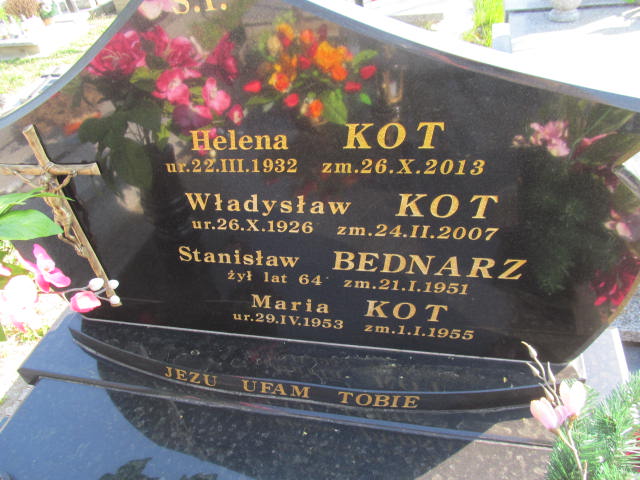 Ś.P.
Helena KOT
ur.22.III.1932 zm.26.X.2013
Władysław KOT
ur.26.X.1926 zm.24.II.2007
Stanisław BEDNARZ
żył lat 64 zm.21.I.1951
Maria KOT
ur.29.IV.1953 zm.1.I.1955
JEZU UFAM TOBIE